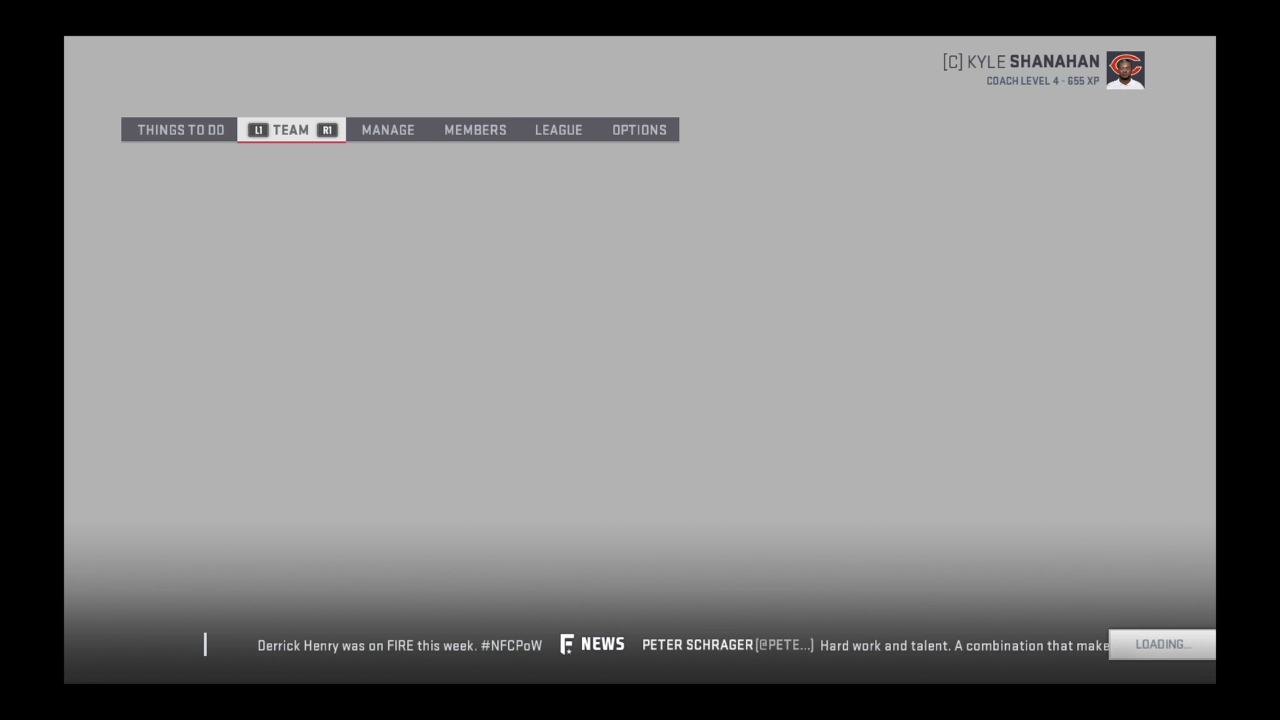 [C] KYLE SHANAHAN
COACH LEVEL 4 - 655 XP
THINGS TO DO L1 TEAM R1 MANAGE MEMBERS LEAGUE OPTIONS
Derrick Henry was on FIRE this week. #NFCPoW NEWS PETER SCHRAGER [@PETE...] Hard work and talent. A combination that make LOADING...